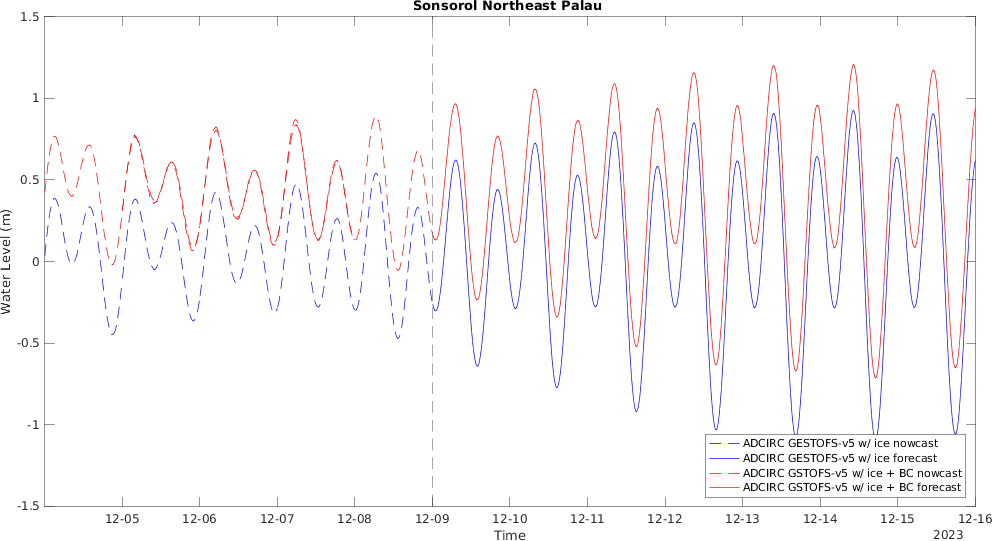 Sonsorol Northeast Palau
1.5
1
0.5
0
-0.5
-1
-1.5
Water Level (m)
ADCIRC GESTOFS-v5 w/ ice nowcast
ADCIRC GESTOFS-v5 w/ ice forecast
ADCIRC GSTOFS-v5 w/ ice + BC nowcast
ADCIRC GSTOFS-v5 w/ ice + BC forecast
12-05 12-06 12-07 12-08 12-09 12-10 12-11 12-12 12-13 12-14 12-15 12-16
Time
2023